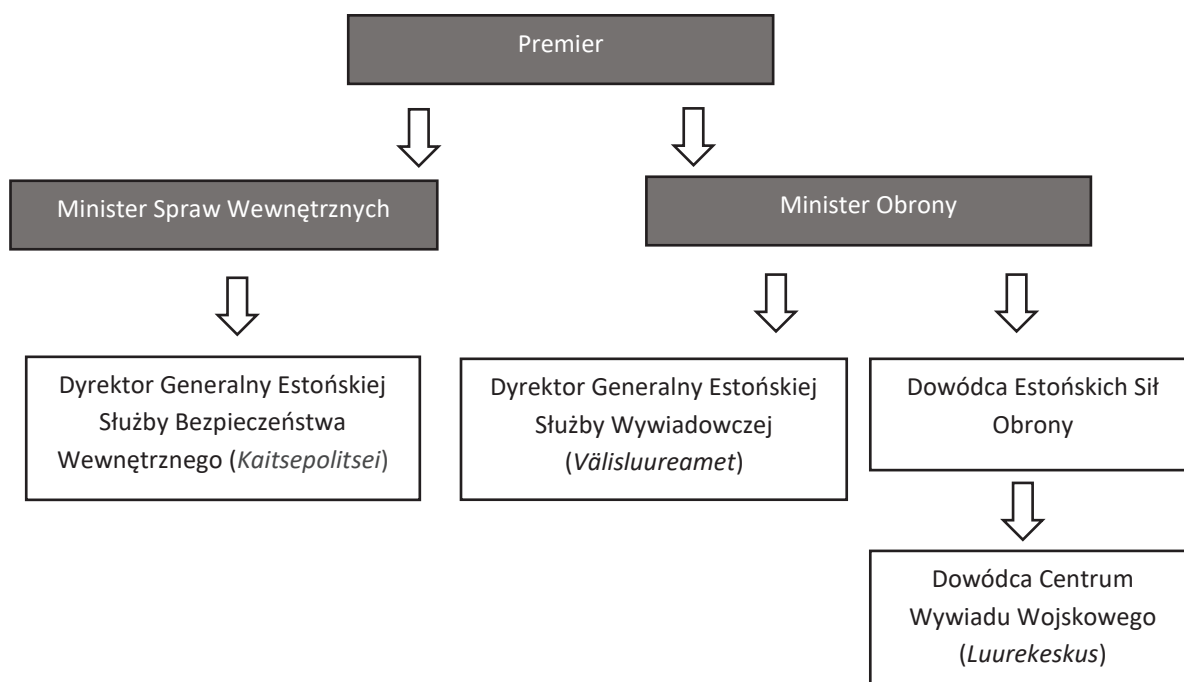 Premier
Minister Spraw Wewnętrznych
Minister Obrony
Dyrektor Generalny Estońskiej
Służby Bezpieczeństwa
Wewnętrznego (Kaitsepolitsei)
Dyrektor Generalny Estońskiej
Służby Wywiadowczej
(Välisluureamet)
Dowódca Estońskich Sił
Obrony
Dowódca Centrum
Wywiadu Wojskowego
(Luurekeskus)